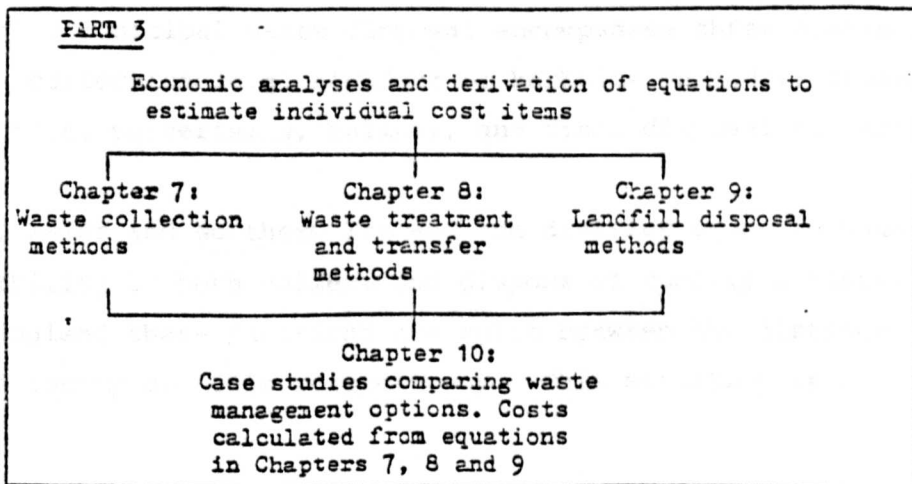 PART 3
Economic analyses and derivation of equations to
estimate individual cost items
Chapter 7:
Waste collection
methods
Chapter 8:
Waste treatment
and transfer
methods
Chapter 9:
Landfill disposal
methods
Chapter 10:
Case studies comparing waste
management options. Costs
calculated from equations
in Chapters 7, 8 and 9